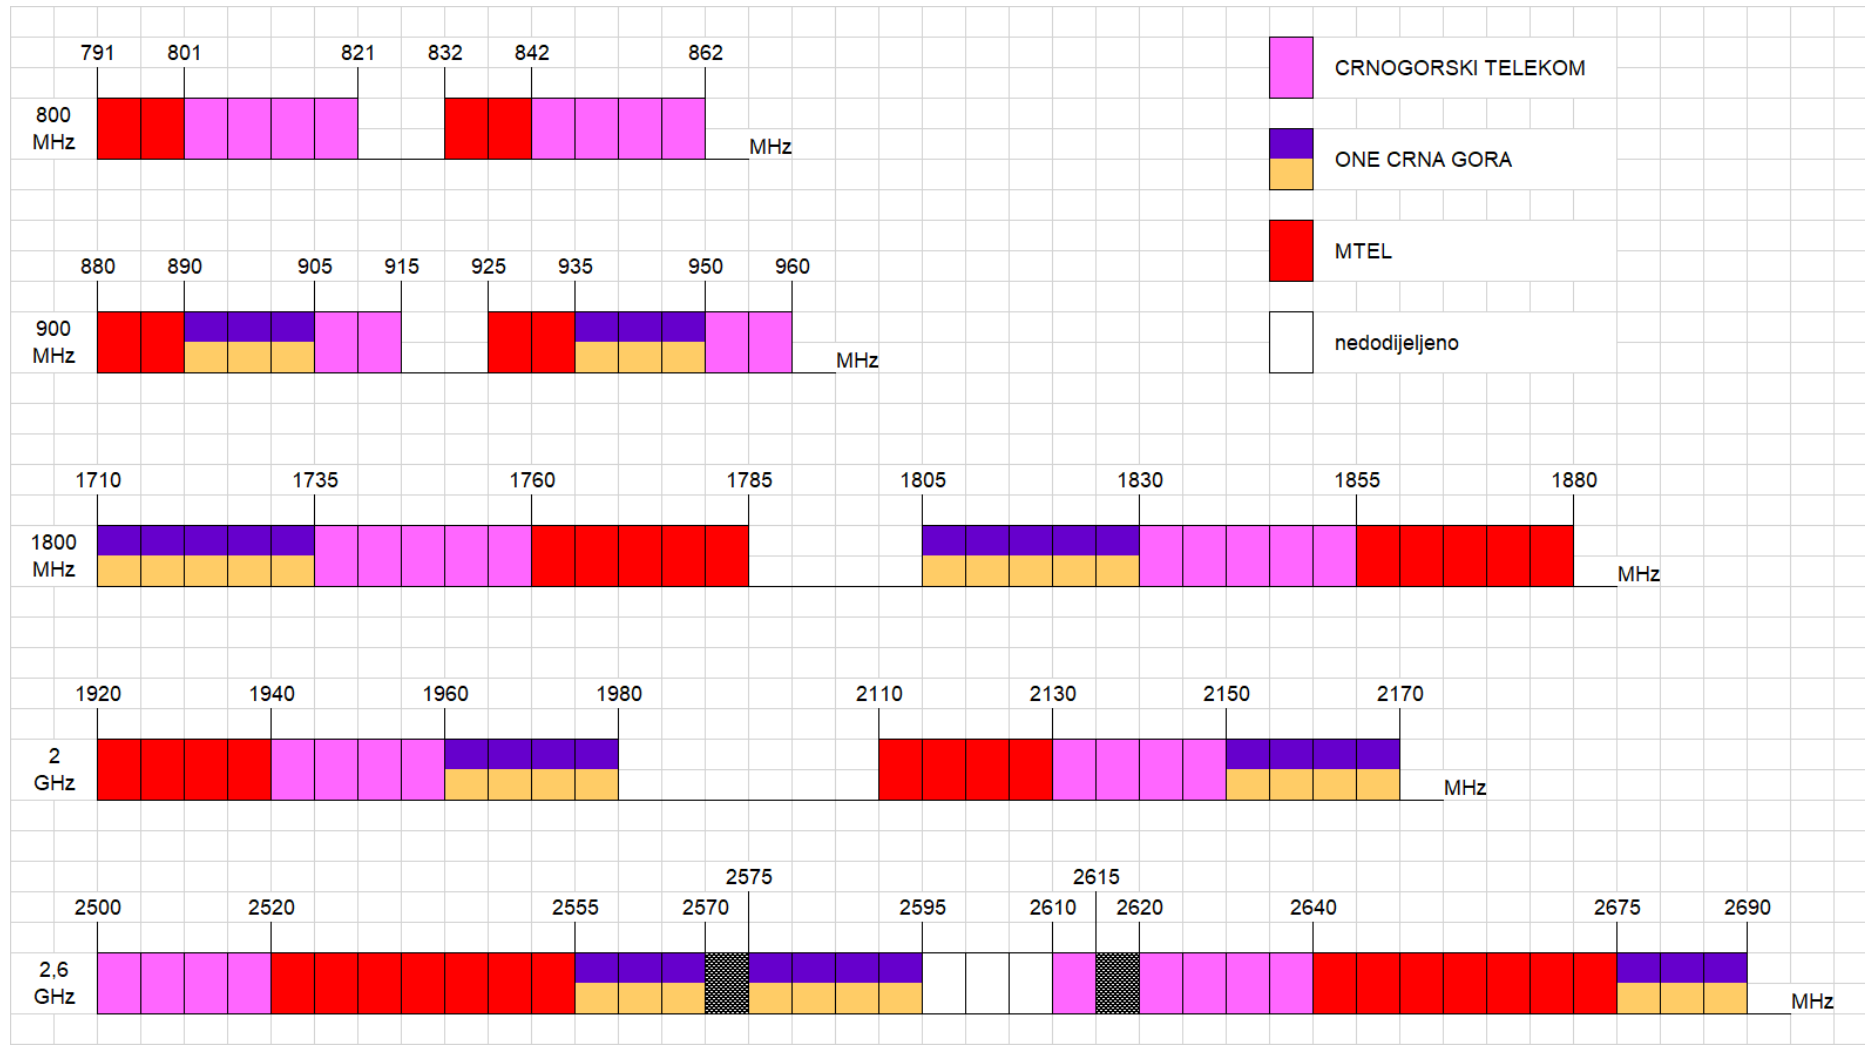 791 801 821 832 842 862
800
MHz
MHz
CRNOGORSKI TELEKOM
ONE CRNA GORA
MTEL
nedodijeljeno
880 890 905 915 925 935 950 960
900
MHz
MHz
1710 1735 1760 1785 1805 1830 1855 1880
1800
MHz
MHz
1920 1940 1960 1980 2110 2130 2150 2170
2
GHz
MHz
2575 2615
2500 2520 2555 2570 2595 2610 2620 2640 2675 2690
2,6
GHz
MHz